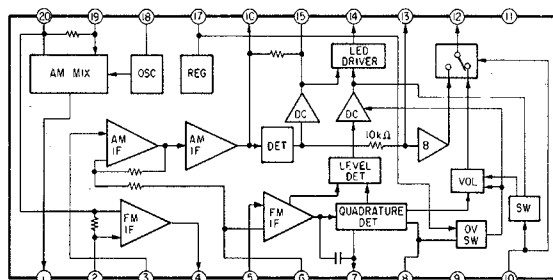 20 19 18 17 16 15 14 13 12 11
LED
DRIVER
AM MIX
OSC
REG
DC
DC
AM
IF
AM
IF
DET
10kΩ
B
LEVEL
DET
VOL
FM
IF
FM
IF
QUADRATURE
DET
OV
SW
SW
1 2 3 4 5 6 7 8 9 10